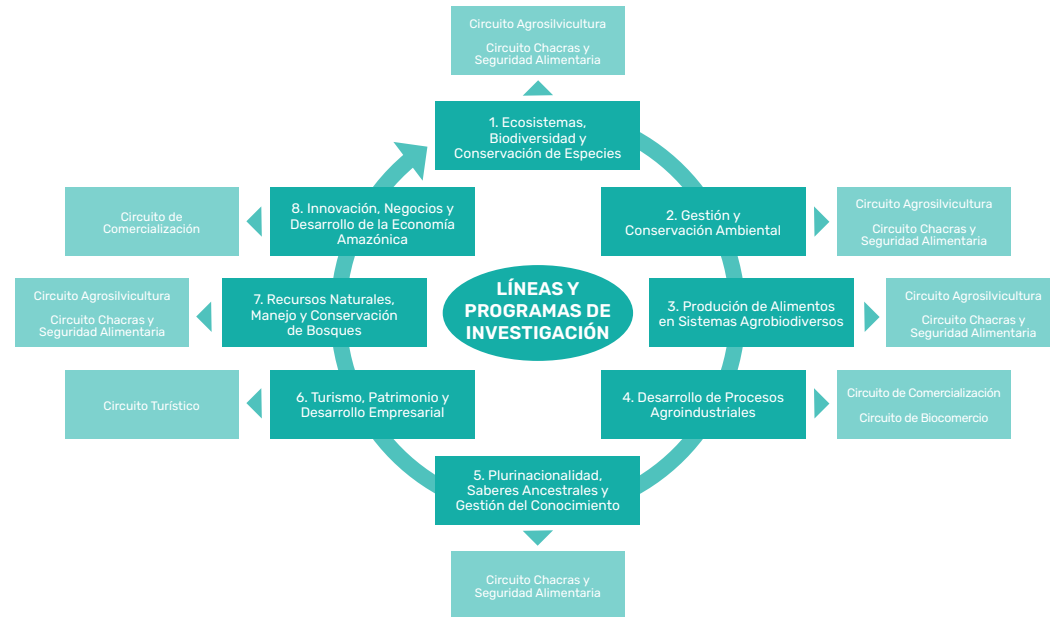 Circuito Agrosilvicultura
Circuito Chacras y
Seguridad Alimentaria
1. Ecosistemas,
Biodiversidad y
Conservación de Especies
2. Gestión y
Conservación Ambiental
Circuito Agrosilvicultura
Circuito Chacras y
Seguridad Alimentaria
3. Produción de Alimentos
en Sistemas Agrobiodiversos
Circuito Agrosilvicultura
Circuito Chacras y
Seguridad Alimentaria
4. Desarrollo de Procesos
Agroindustriales
Circuito de Comercialización
Circuito de Biocomercio
5. Plurinacionalidad,
Saberes Ancestrales y
Gestión del Conocimiento
Circuito Chacras y
Seguridad Alimentaria
6. Turismo, Patrimonio y
Desarrollo Empresarial
Circuito Turístico
7. Recursos Naturales,
Manejo y Conservación
de Bosques
Circuito Agrosilvicultura
Circuito Chacras y
Seguridad Alimentaria
8. Innovación, Negocios y
Desarrollo de la Economía
Amazónica
Circuito de
Comercialización
LÍNEAS Y
PROGRAMAS DE
INVESTIGACIÓN